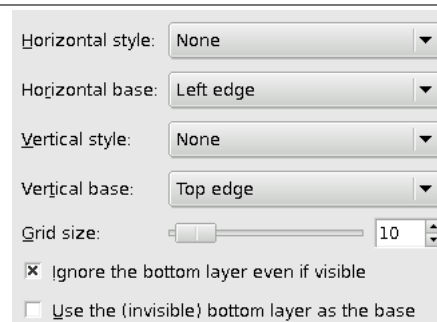 Horizontal style: None
Horizontal base: Left edge
Vertical style: None
Vertical base: Top edge
Grid size: 10
Ignore the bottom layer even if visible
Use the (invisible) bottom layer as the base